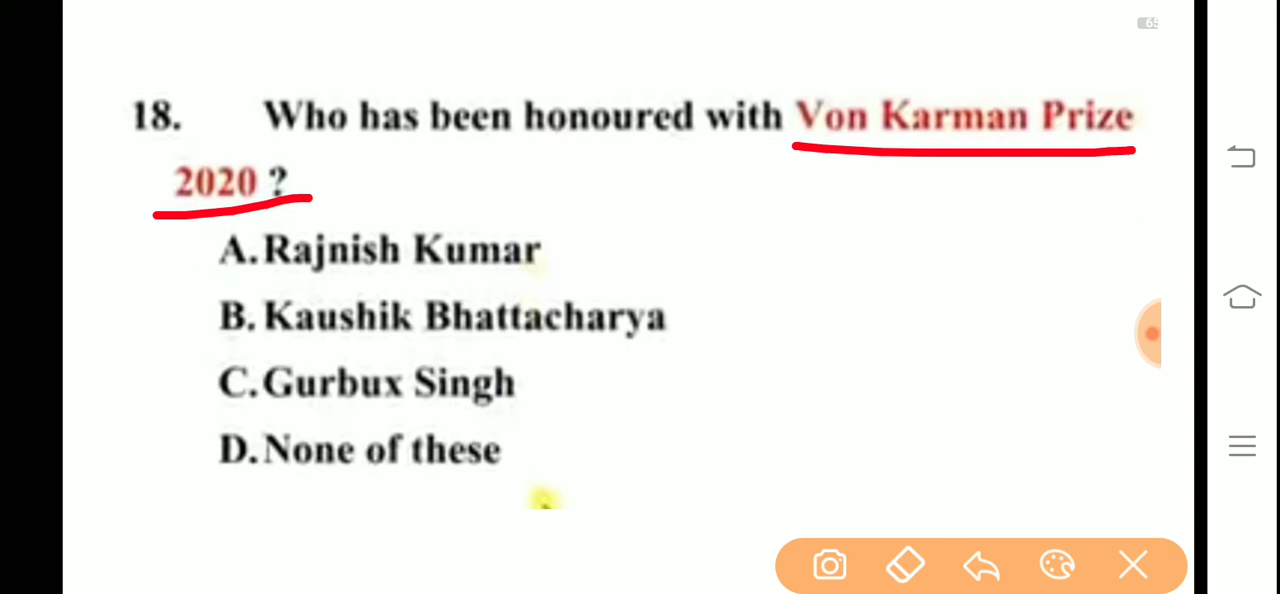 65
18. Who has been honoured with Von Karman Prize
2020 ?
A. Rajnish Kumar
B. Kaushik Bhattacharya
C. Gurbux Singh
D. None of these